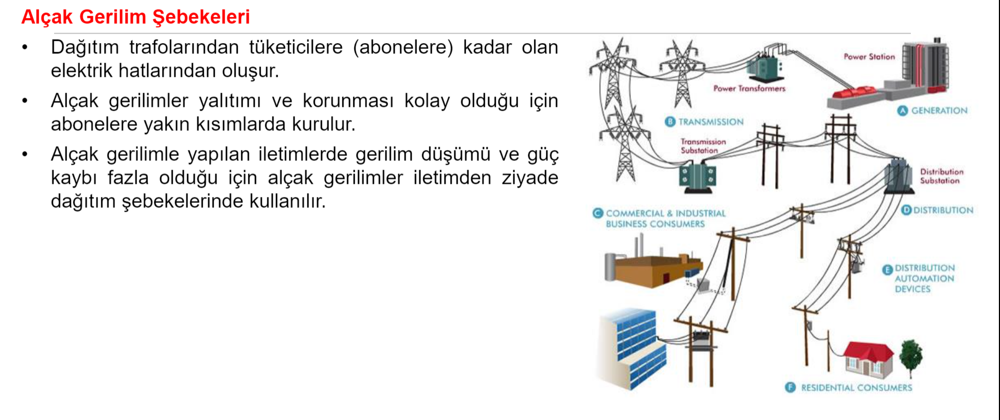 Alçak Gerilim Şebekeleri
• Dağıtım trafolarından tüketicilere (abonelere) kadar olan
elektrik hatlarından oluşur.
• Alçak gerilimler yalıtımı ve korunması kolay olduğu için
abonelere yakın kısımlarda kurulur.
• Alçak gerilimle yapılan iletimlerde gerilim düşümü ve güç
kaybı fazla olduğu için alçak gerilimler iletimden ziyade
dağıtım şebekelerinde kullanılır.
Power Station
Power Transformers
A GENERATION
B TRANSMISSION
Transmission
Substation
Distribution
Substation
C COMMERCIAL & INDUSTRIAL
BUSINESS CONSUMERS
D DISTRIBUTION
E DISTRIBUTION
AUTOMATION
DEVICES
F RESIDENTIAL CONSUMERS